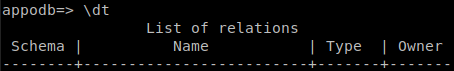 appodb=> \dt
List of relations
Schema | Name | Type | Owner
--------+--------------------------+-------+-------